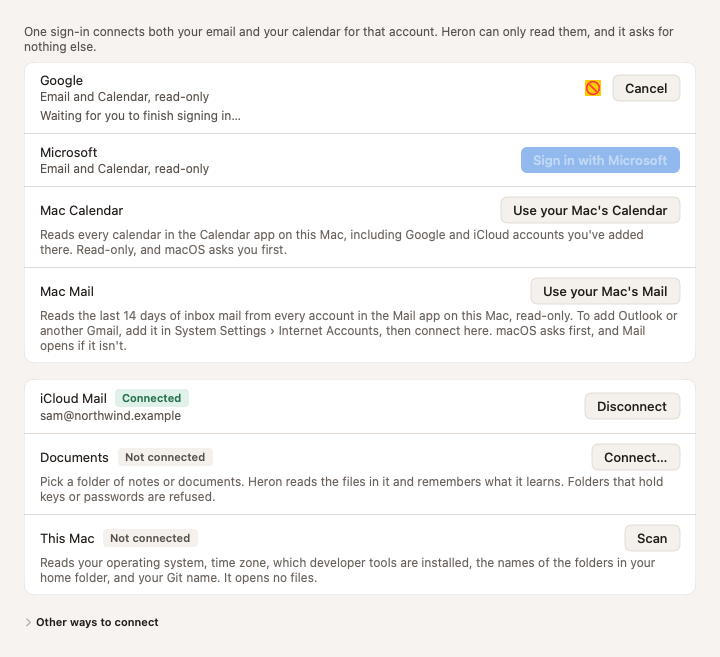 One sign-in connects both your email and your calendar for that account. Heron can only read them, and it asks for
nothing else.
Google
Email and Calendar, read-only
Waiting for you to finish signing in…
Cancel
Microsoft
Email and Calendar, read-only
Sign in with Microsoft
Mac Calendar
Use your Mac's Calendar
Reads every calendar in the Calendar app on this Mac, including Google and iCloud accounts you've added
there. Read-only, and macOS asks you first.
Mac Mail
Use your Mac's Mail
Reads the last 14 days of inbox mail from every account in the Mail app on this Mac, read-only. To add Outlook or
another Gmail, add it in System Settings › Internet Accounts, then connect here. macOS asks first, and Mail
opens if it isn't.
iCloud Mail Connected
sam@northwind.example
Disconnect
Documents Not connected
Connect…
Pick a folder of notes or documents. Heron reads the files in it and remembers what it learns. Folders that hold
keys or passwords are refused.
This Mac Not connected
Scan
Reads your operating system, time zone, which developer tools are installed, the names of the folders in your
home folder, and your Git name. It opens no files.
Other ways to connect